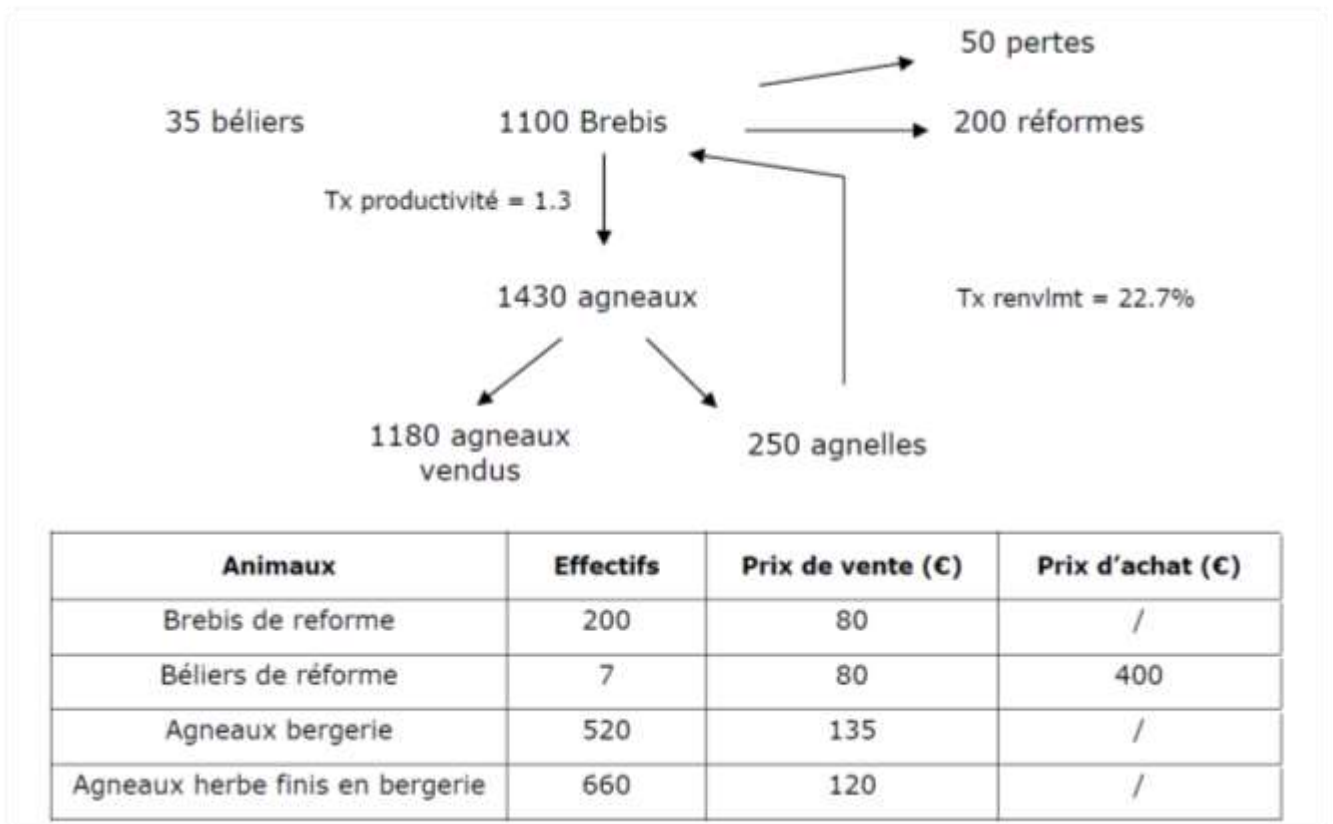 50 pertes
35 béliers 1100 Brebis 200 réformes
Tx productivité = 1.3
1430 agneaux Tx renvlmt = 22.7%
1180 agneaux
vendus
250 agnelles
Animaux Effectifs Prix de vente (€) Prix d'achat (€)
Brebis de reforme 200 80 /
Béliers de réforme 7 80 400
Agneaux bergerie 520 135 /
Agneaux herbe finis en bergerie 660 120 /